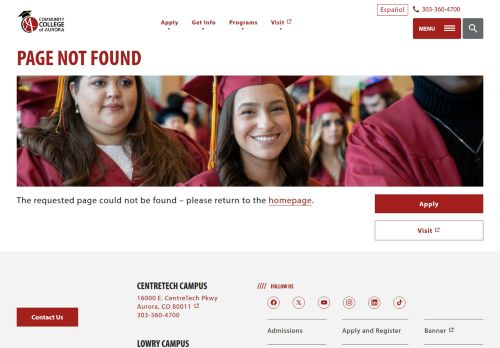 Español
303-360-4700
COMMUNITY
COLLEGE
of AURORA
Apply
Get Info
Programs
Visit
MENU
PAGE NOT FOUND
The requested page could not be found – please return to the homepage.
Apply
Visit
Contact Us
CENTRETECH CAMPUS
16000 E. CentreTech Pkwy
Aurora, CO 80011
303-360-4700
LOWRY CAMPUS
//// FOLLOW US
Admissions
Apply and Register
Banner